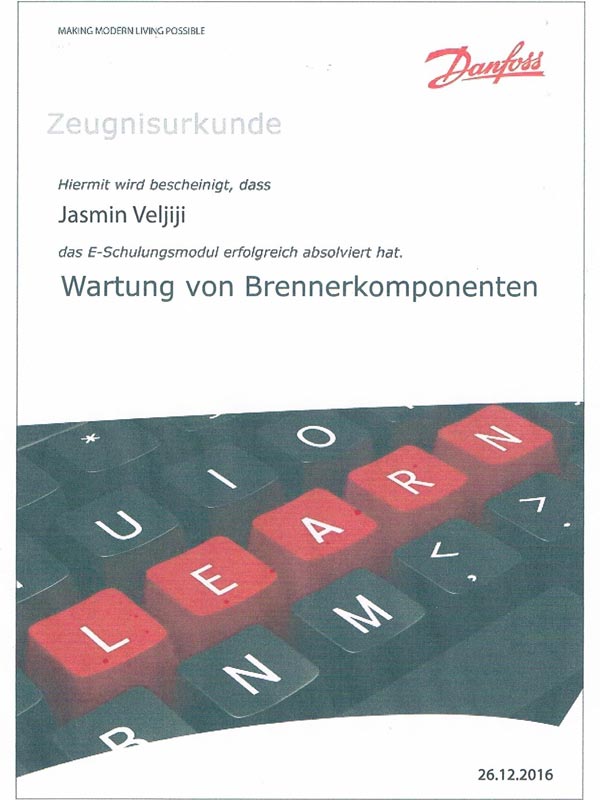 MAKING MODERN LIVING POSSIBLE
Danfoss
Zeugnisurkunde
Hiermit wird bescheinigt, dass
Jasmin Veljiji
das E-Schulungsmodul erfolgreich absolviert hat.
Wartung von Brennerkomponenten
* U I O
L E A R N
B N M < , > .
26.12.2016